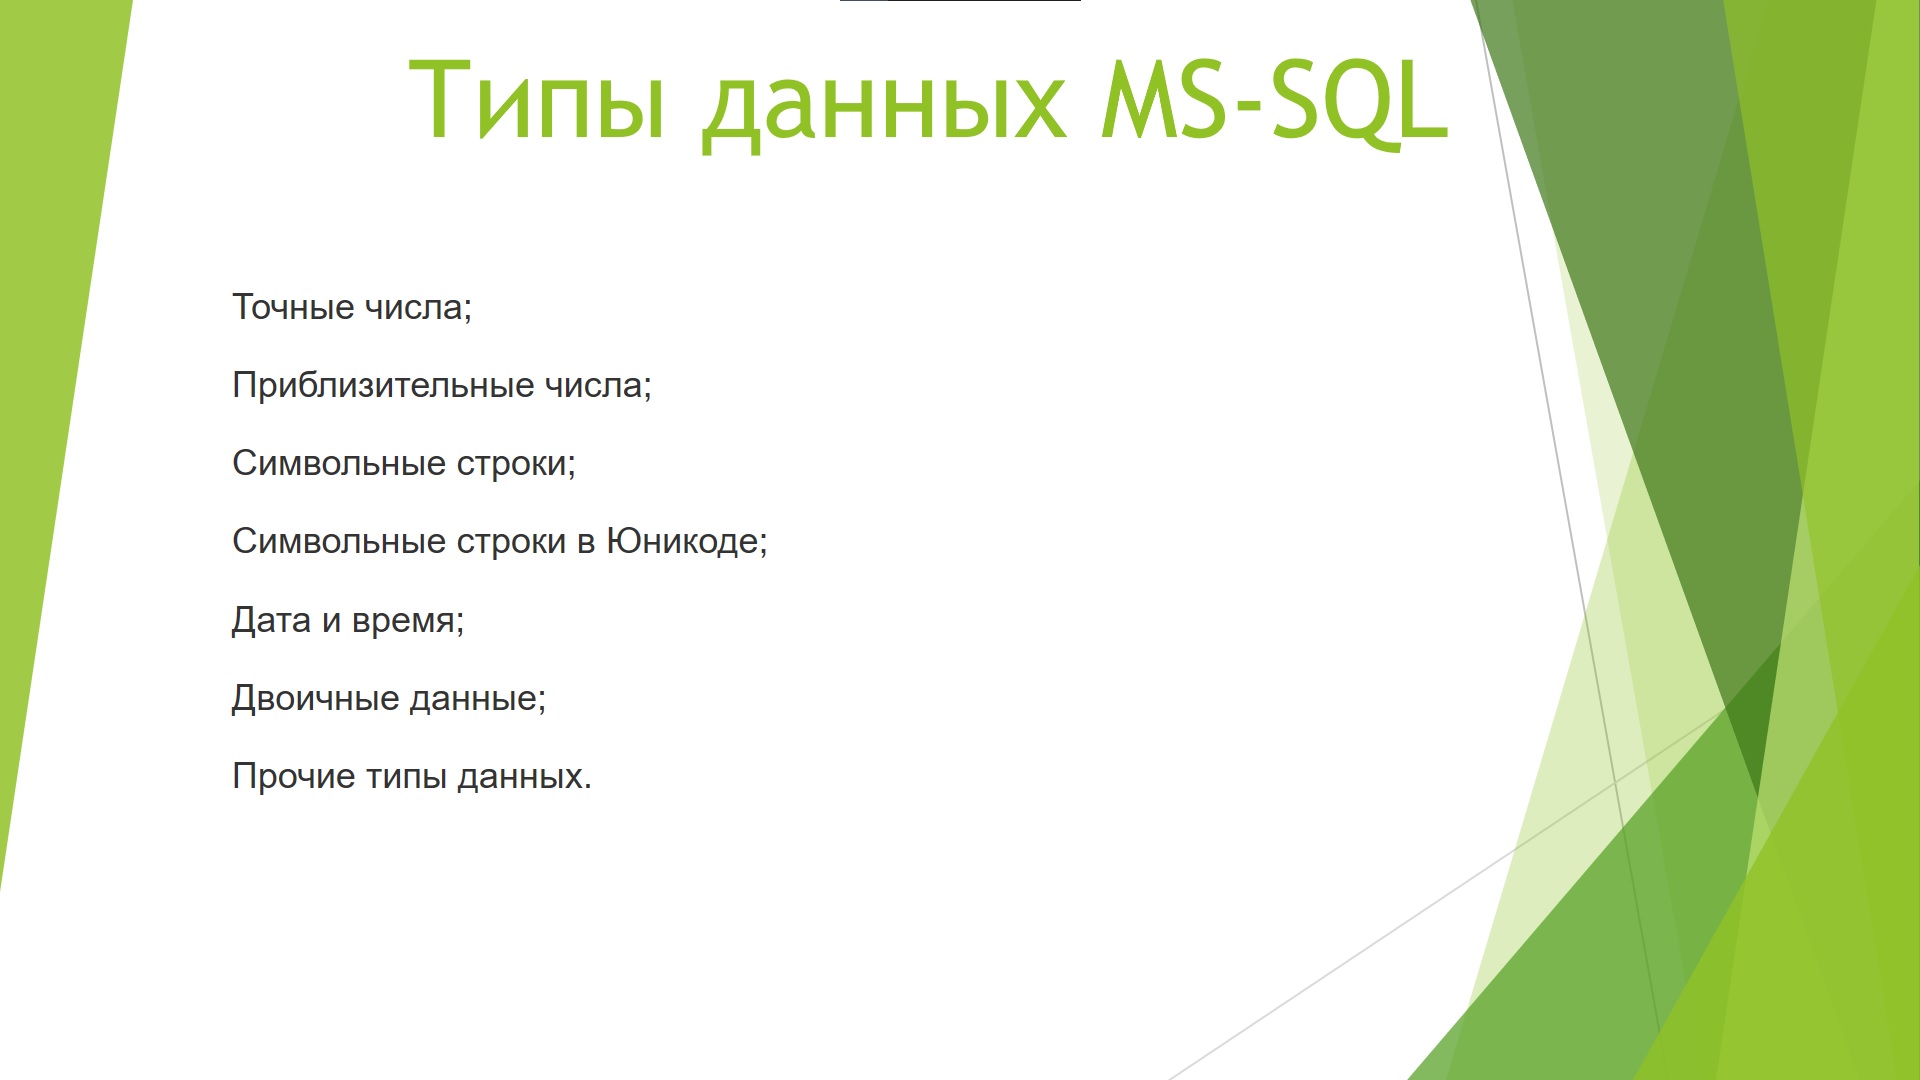 Типы данных MS-SQL
Точные числа;
Приблизительные числа;
Символьные строки;
Символьные строки в Юникоде;
Дата и время;
Двоичные данные;
Прочие типы данных.